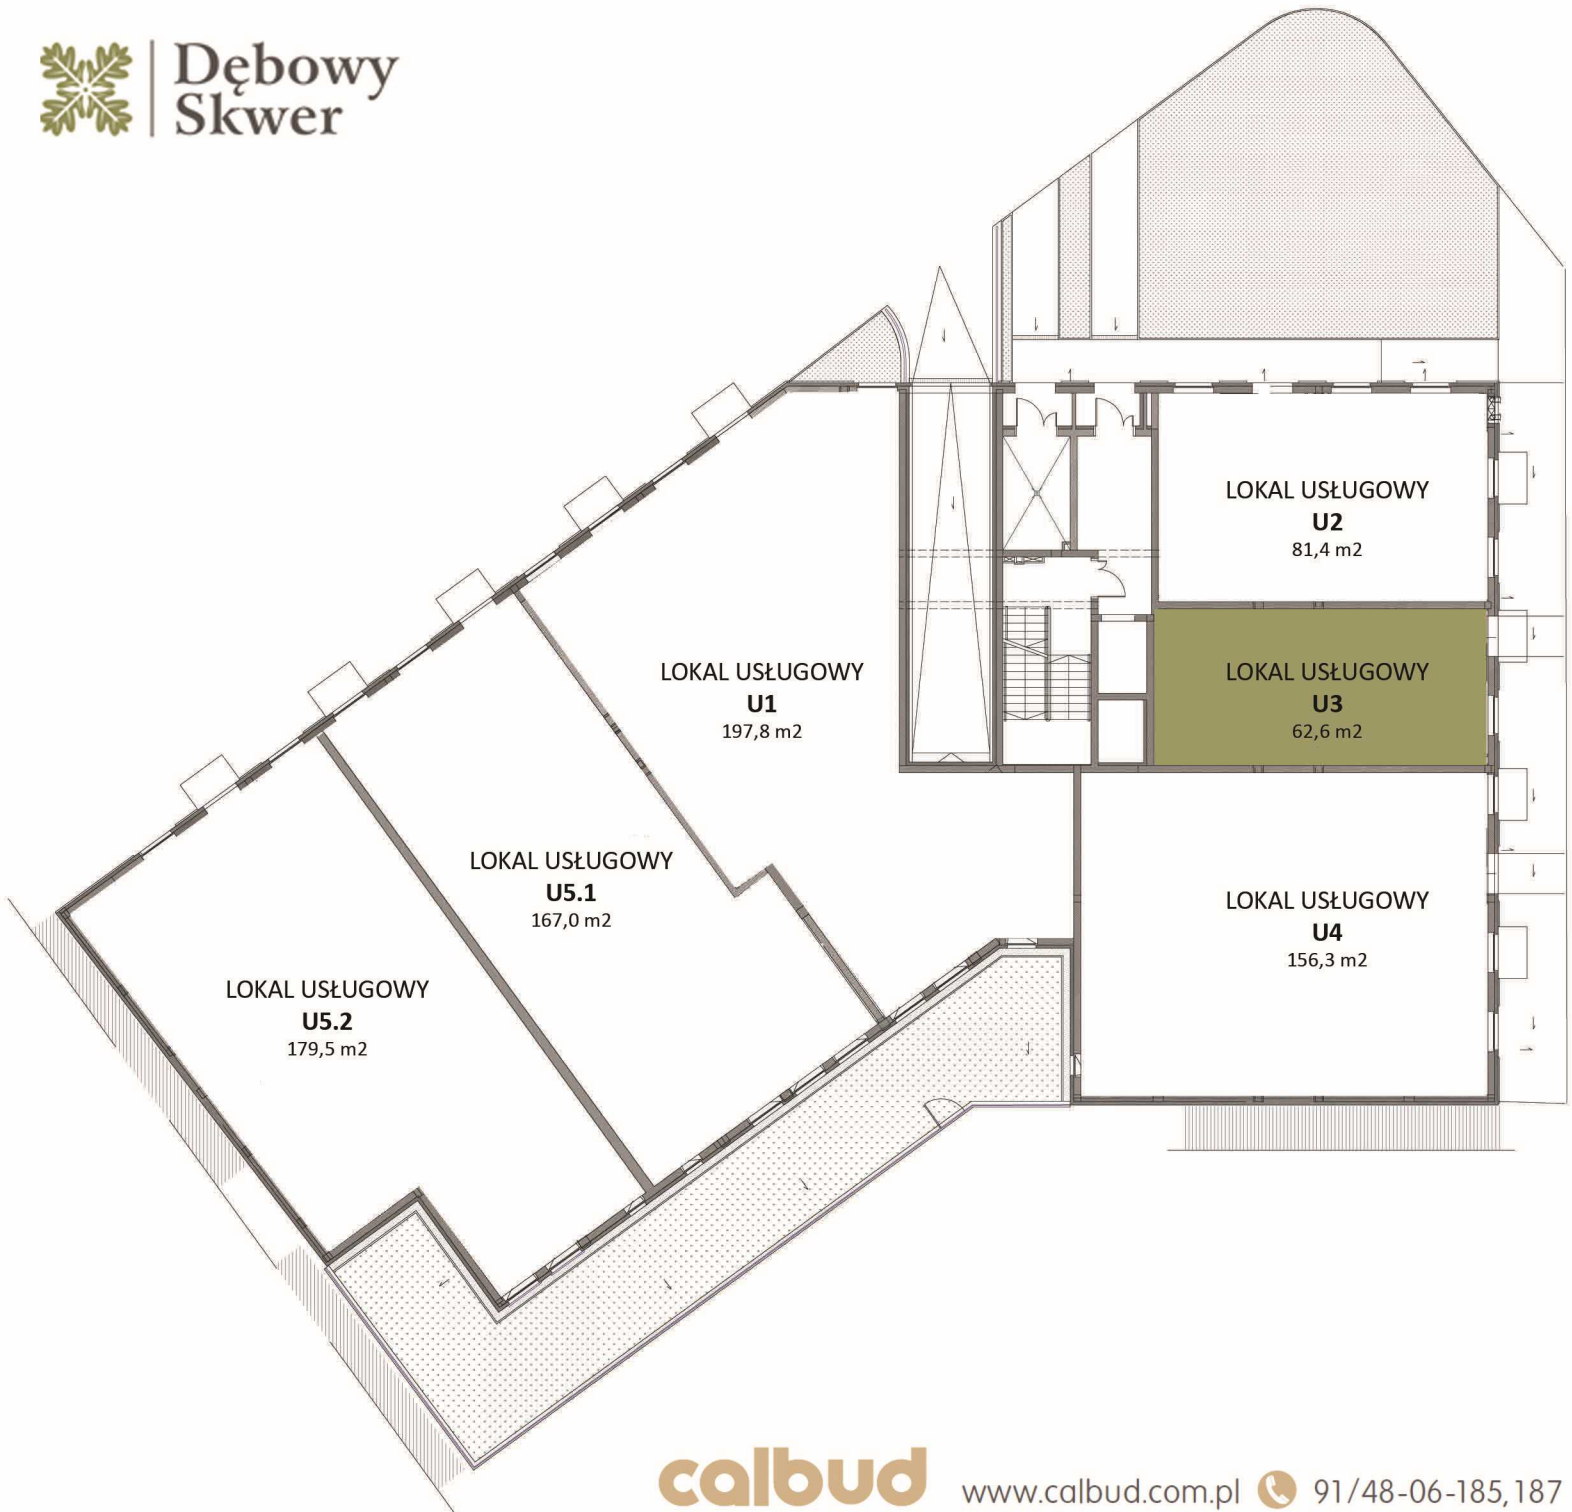 Dębowy
Skwer
LOKAL USŁUGOWY
U2
81,4 m2
LOKAL USŁUGOWY
U3
62,6 m2
LOKAL USŁUGOWY
U1
197,8 m2
LOKAL USŁUGOWY
U5.1
167,0 m2
LOKAL USŁUGOWY
U4
156,3 m2
LOKAL USŁUGOWY
U5.2
179,5 m2
calbud
www.calbud.com.pl 91/48-06-185,187